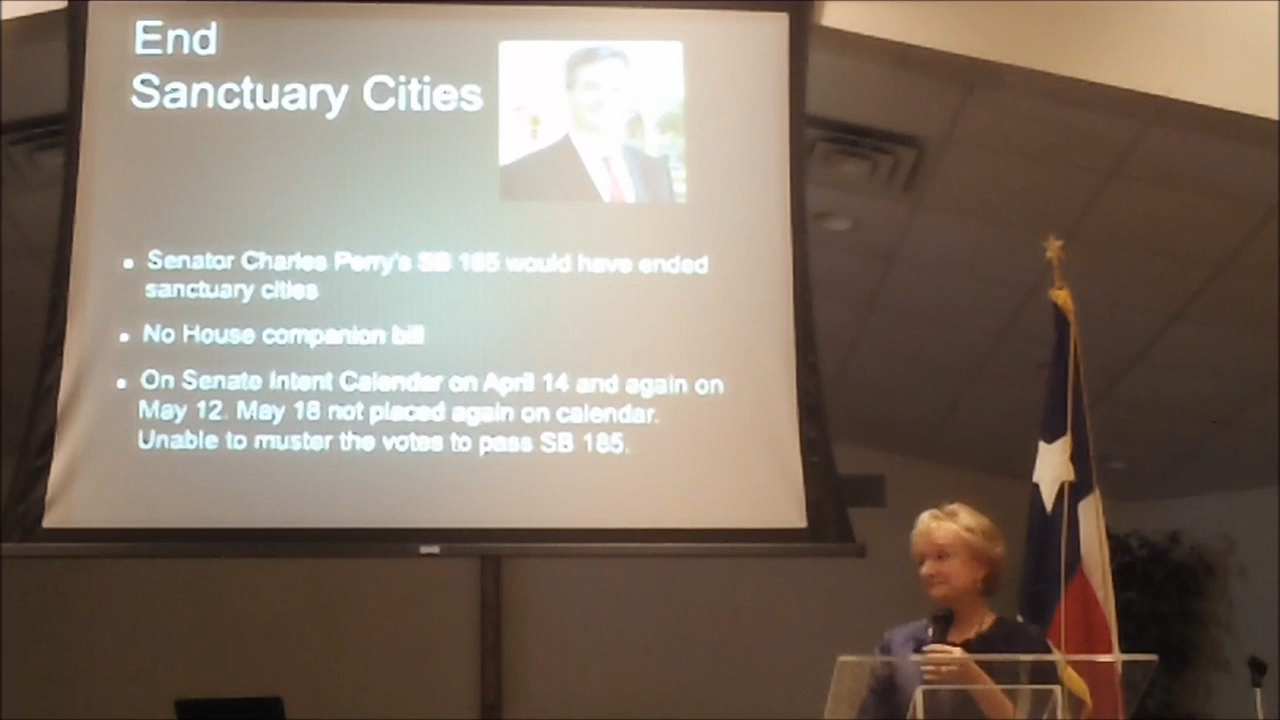 End
Sanctuary Cities
▪ Senator Charles Perry's SB 185 would have ended
sanctuary cities
▪ No House companion bill
▪ On Senate Intent Calendar on April 14 and again on
May 12. May 18 not placed again on calendar.
Unable to muster the votes to pass SB 185.